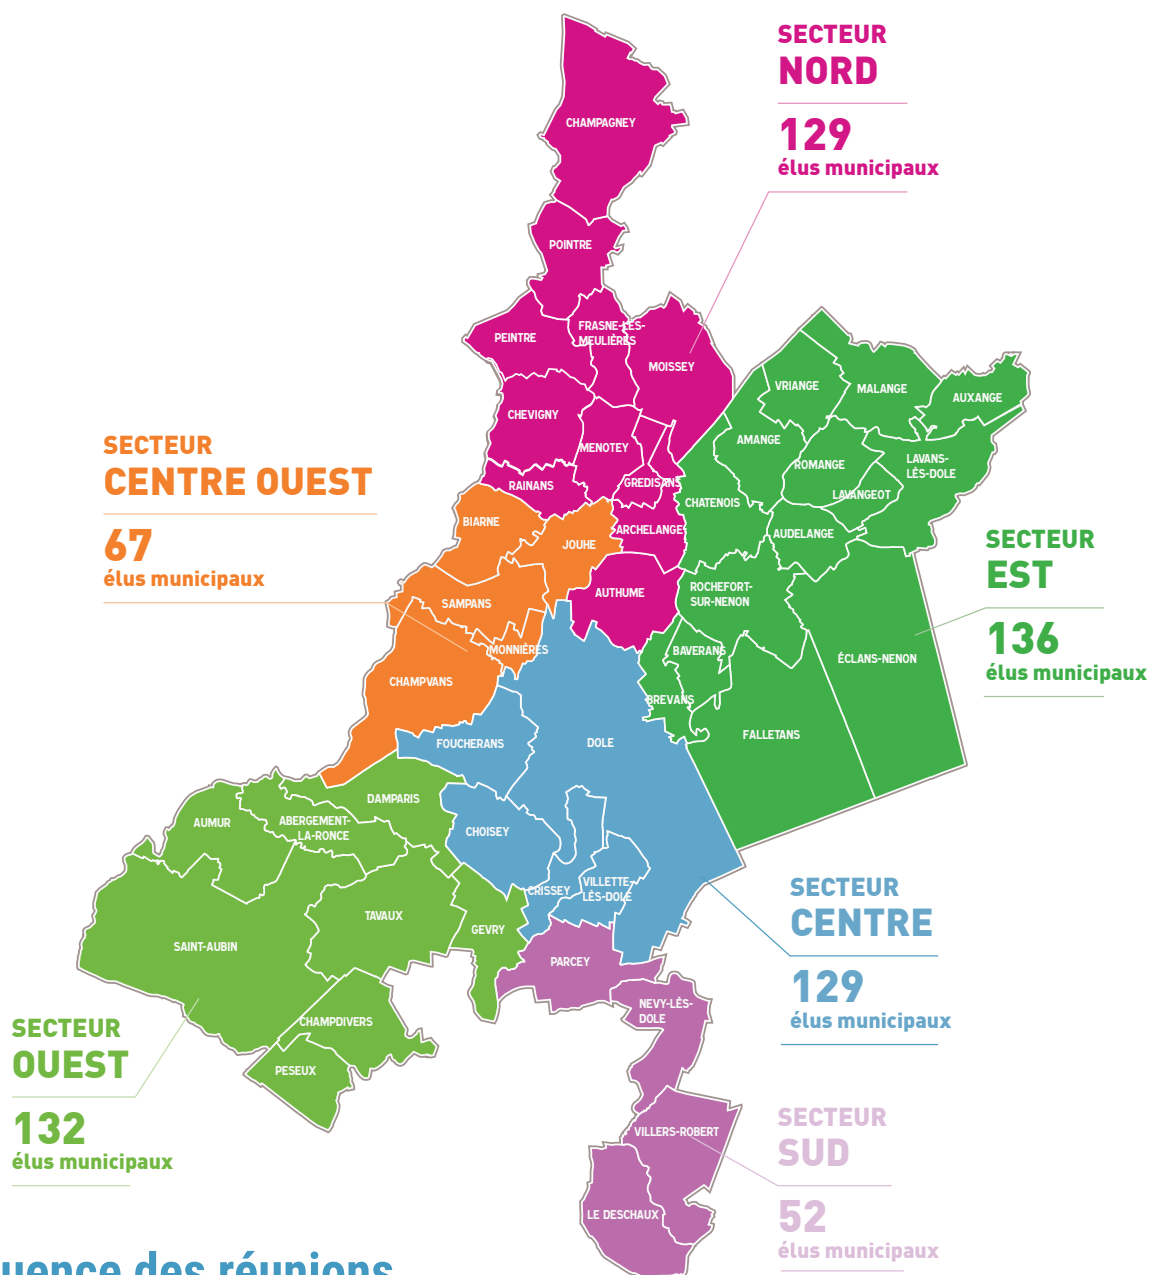 SECTEUR
NORD
129
élus municipaux
CHAMPAGNEY
POINTRE
PEINTRE
FRASNE-LES-
MEULIÈRES
MOISSEY
CHEVIGNY
MENOTEY
RAINANS
GREDISANS
ARCHELANGE
AUTHUME
VRIANGE
MALANGE
AUXANGE
AMANGE
ROMANGE
LAVANS-
LÈS-DOLE
LAVANGEOT
CHATENOIS
AUDELANGE
ROCHEFORT-
SUR-NENON
BAVERANS
BREVANS
ÉCLANS-NENON
FALLETANS
SECTEUR
CENTRE OUEST
67
élus municipaux
BIARNE
JOUHE
SAMPANS
MONNIÈRES
CHAMPVANS
SECTEUR
EST
136
élus municipaux
FOUCHERANS
DOLE
CHOISEY
CRISSEY
VILLETTE-
LÈS-DOLE
DAMPARIS
AUMUR
ABERGEMENT-
LA-RONCE
TAVAUX
GEVRY
SAINT-AUBIN
CHAMPDIVERS
PESEUX
SECTEUR
CENTRE
129
élus municipaux
SECTEUR
OUEST
132
élus municipaux
PARCEY
NEVY-LÈS-
DOLE
VILLERS-ROBERT
LE DESCHAUX
SECTEUR
SUD
52
élus municipaux
uence des réunions